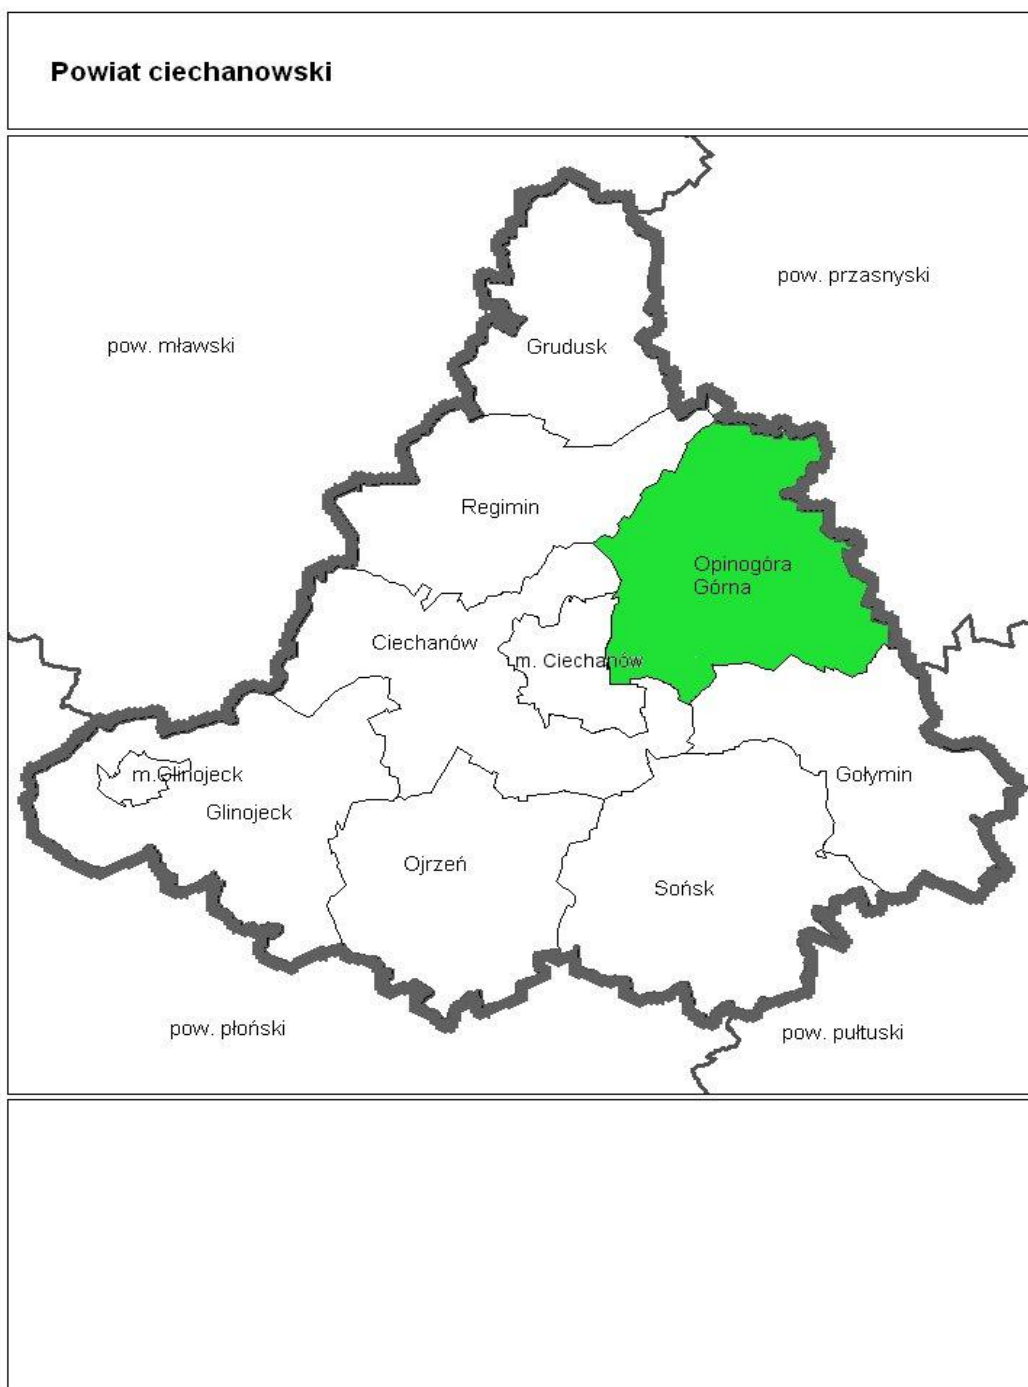 Powiat ciechanowski
pow. przasnyski
pow. mławski
Grudusk
Regimin
Opinogóra
Górna
Ciechanów
m. Ciechanów
m.Glinojeck
Gołymin
Glinojeck
Ojrzeń
Sońsk
pow. płoński
pow. pułtuski